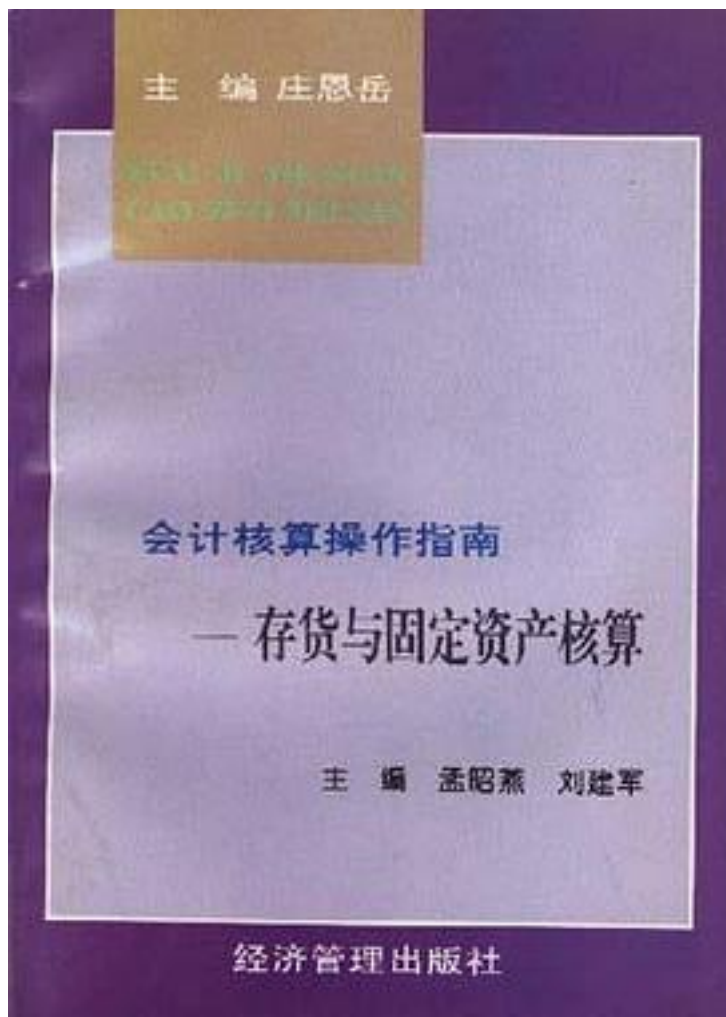 主 编 庄恩岳
会计核算操作指南
— 存货与固定资产核算
主 编 孟昭燕 刘建军
经济管理出版社